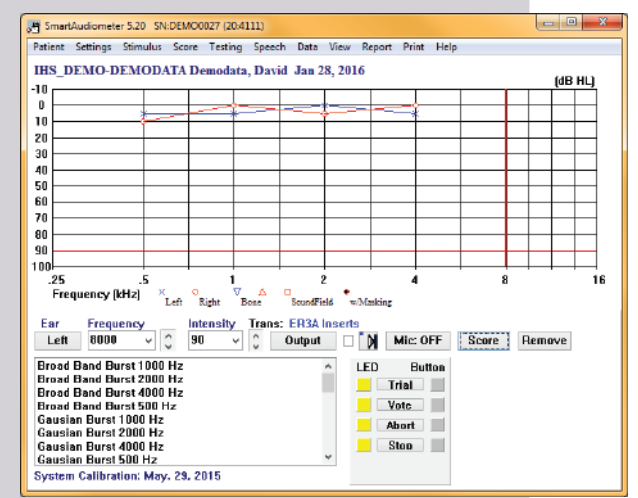 SmartAudiometer 5.20 SN:DEMO0027 (20:4111)
Patient Settings Stimulus Score Testing Speech Data View Report Print Help
IHS_DEMO-DEMODATA Demodata, David Jan 28, 2016
(dB HL)
-10
0
10
20
30
40
50
60
70
80
90
100
.25 .5 1 2 4 8 16
Frequency (kHz) Left Right Bone SoundField w/Masking
Ear Frequency Intensity Trans: ER3A Inserts
Left 8000 90 Output Mic: OFF Score Remove
Broad Band Burst 1000 Hz
Broad Band Burst 2000 Hz
Broad Band Burst 4000 Hz
Broad Band Burst 500 Hz
Gausian Burst 1000 Hz
Gausian Burst 2000 Hz
Gausian Burst 4000 Hz
Gausian Burst 500 Hz
LED Button
Trial
Vote
Abort
Stop
System Calibration: May. 29, 2015